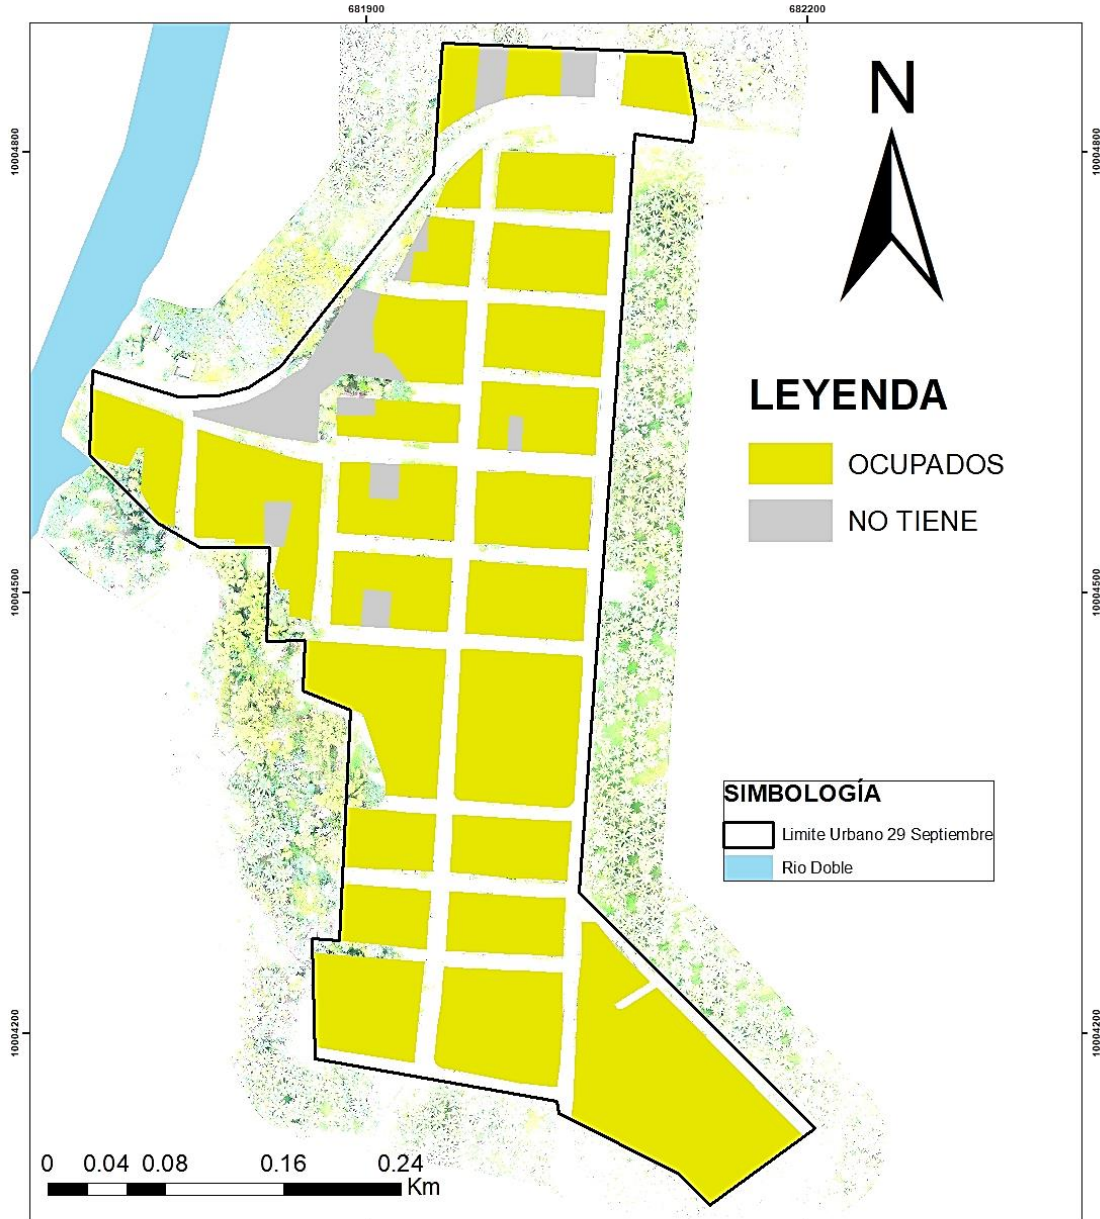 681900
682200
10004800
10004800
N
LEYENDA
OCUPADOS
NO TIENE
10004500
10004500
SIMBOLOGÍA
Limite Urbano 29 Septiembre
Rio Doble
10004200
10004200
0 0.04 0.08 0.16 0.24
Km